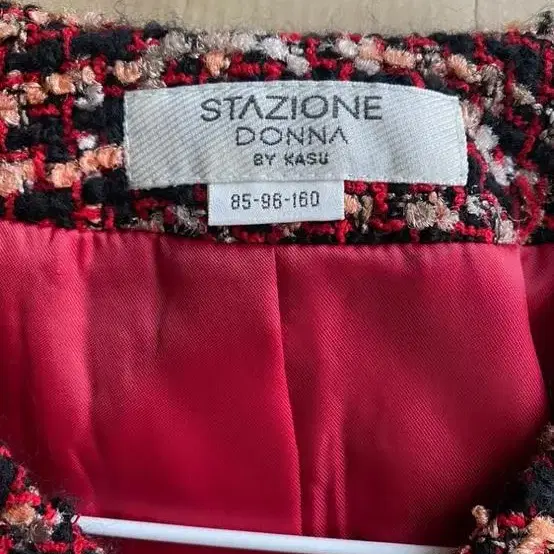 STAZIONE
DONNA
BY KASU
85-96-160